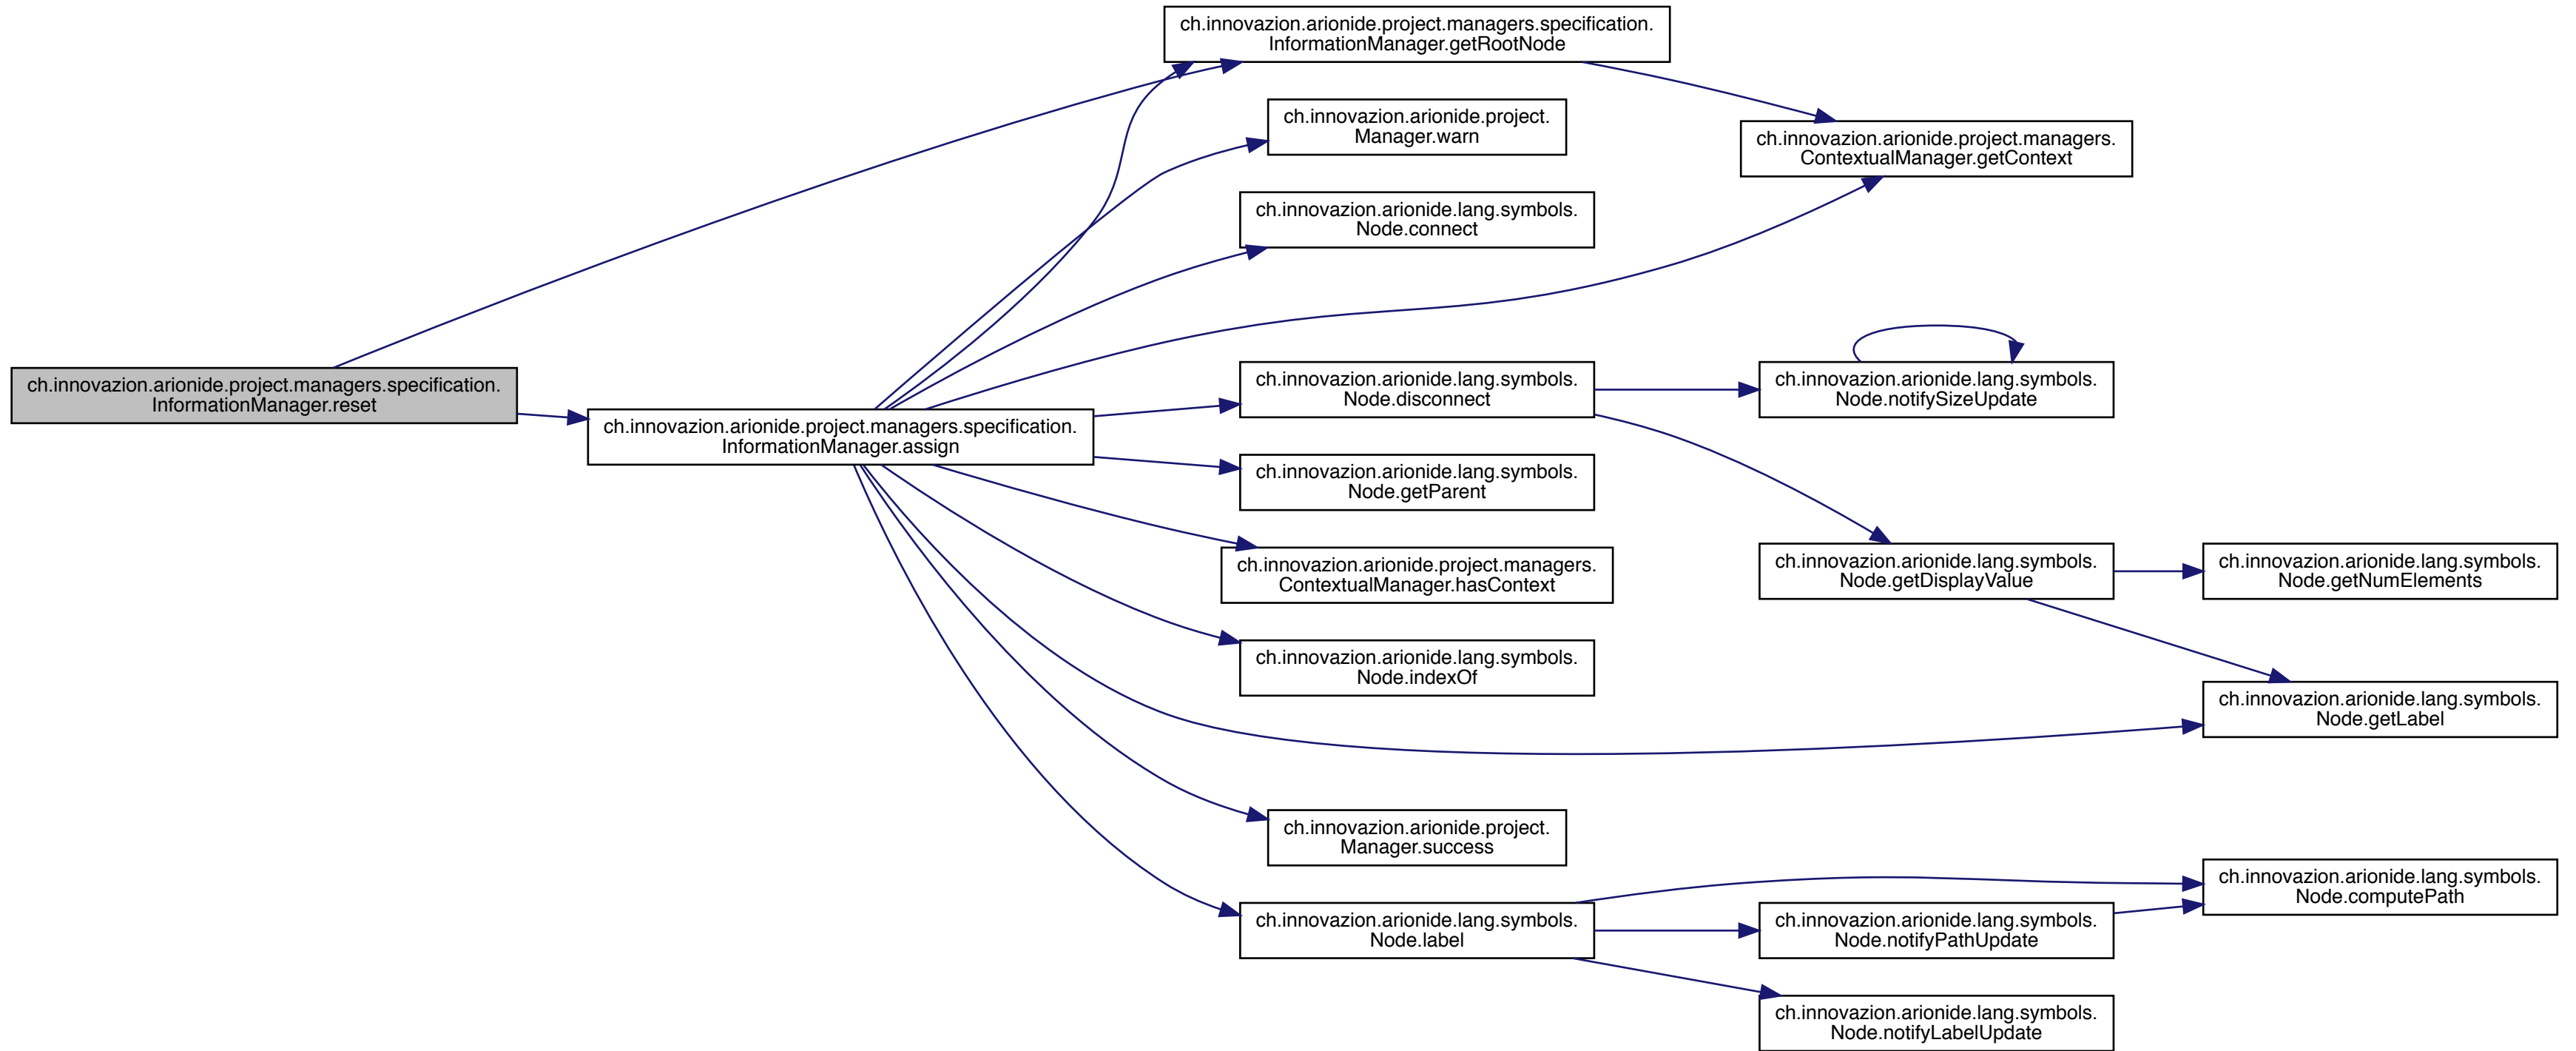 ch.innovazion.arionide.project.managers.specification.
InformationManager.reset
ch.innovazion.arionide.project.managers.specification.
InformationManager.assign
ch.innovazion.arionide.project.managers.specification.
InformationManager.getRootNode
ch.innovazion.arionide.project.
Manager.warn
ch.innovazion.arionide.lang.symbols.
Node.connect
ch.innovazion.arionide.lang.symbols.
Node.disconnect
ch.innovazion.arionide.lang.symbols.
Node.getParent
ch.innovazion.arionide.project.managers.
ContextualManager.hasContext
ch.innovazion.arionide.lang.symbols.
Node.indexOf
ch.innovazion.arionide.project.
Manager.success
ch.innovazion.arionide.lang.symbols.
Node.label
ch.innovazion.arionide.project.managers.
ContextualManager.getContext
ch.innovazion.arionide.lang.symbols.
Node.notifySizeUpdate
ch.innovazion.arionide.lang.symbols.
Node.getDisplayValue
ch.innovazion.arionide.lang.symbols.
Node.notifyPathUpdate
ch.innovazion.arionide.lang.symbols.
Node.notifyLabelUpdate
ch.innovazion.arionide.lang.symbols.
Node.getNumElements
ch.innovazion.arionide.lang.symbols.
Node.getLabel
ch.innovazion.arionide.lang.symbols.
Node.computePath